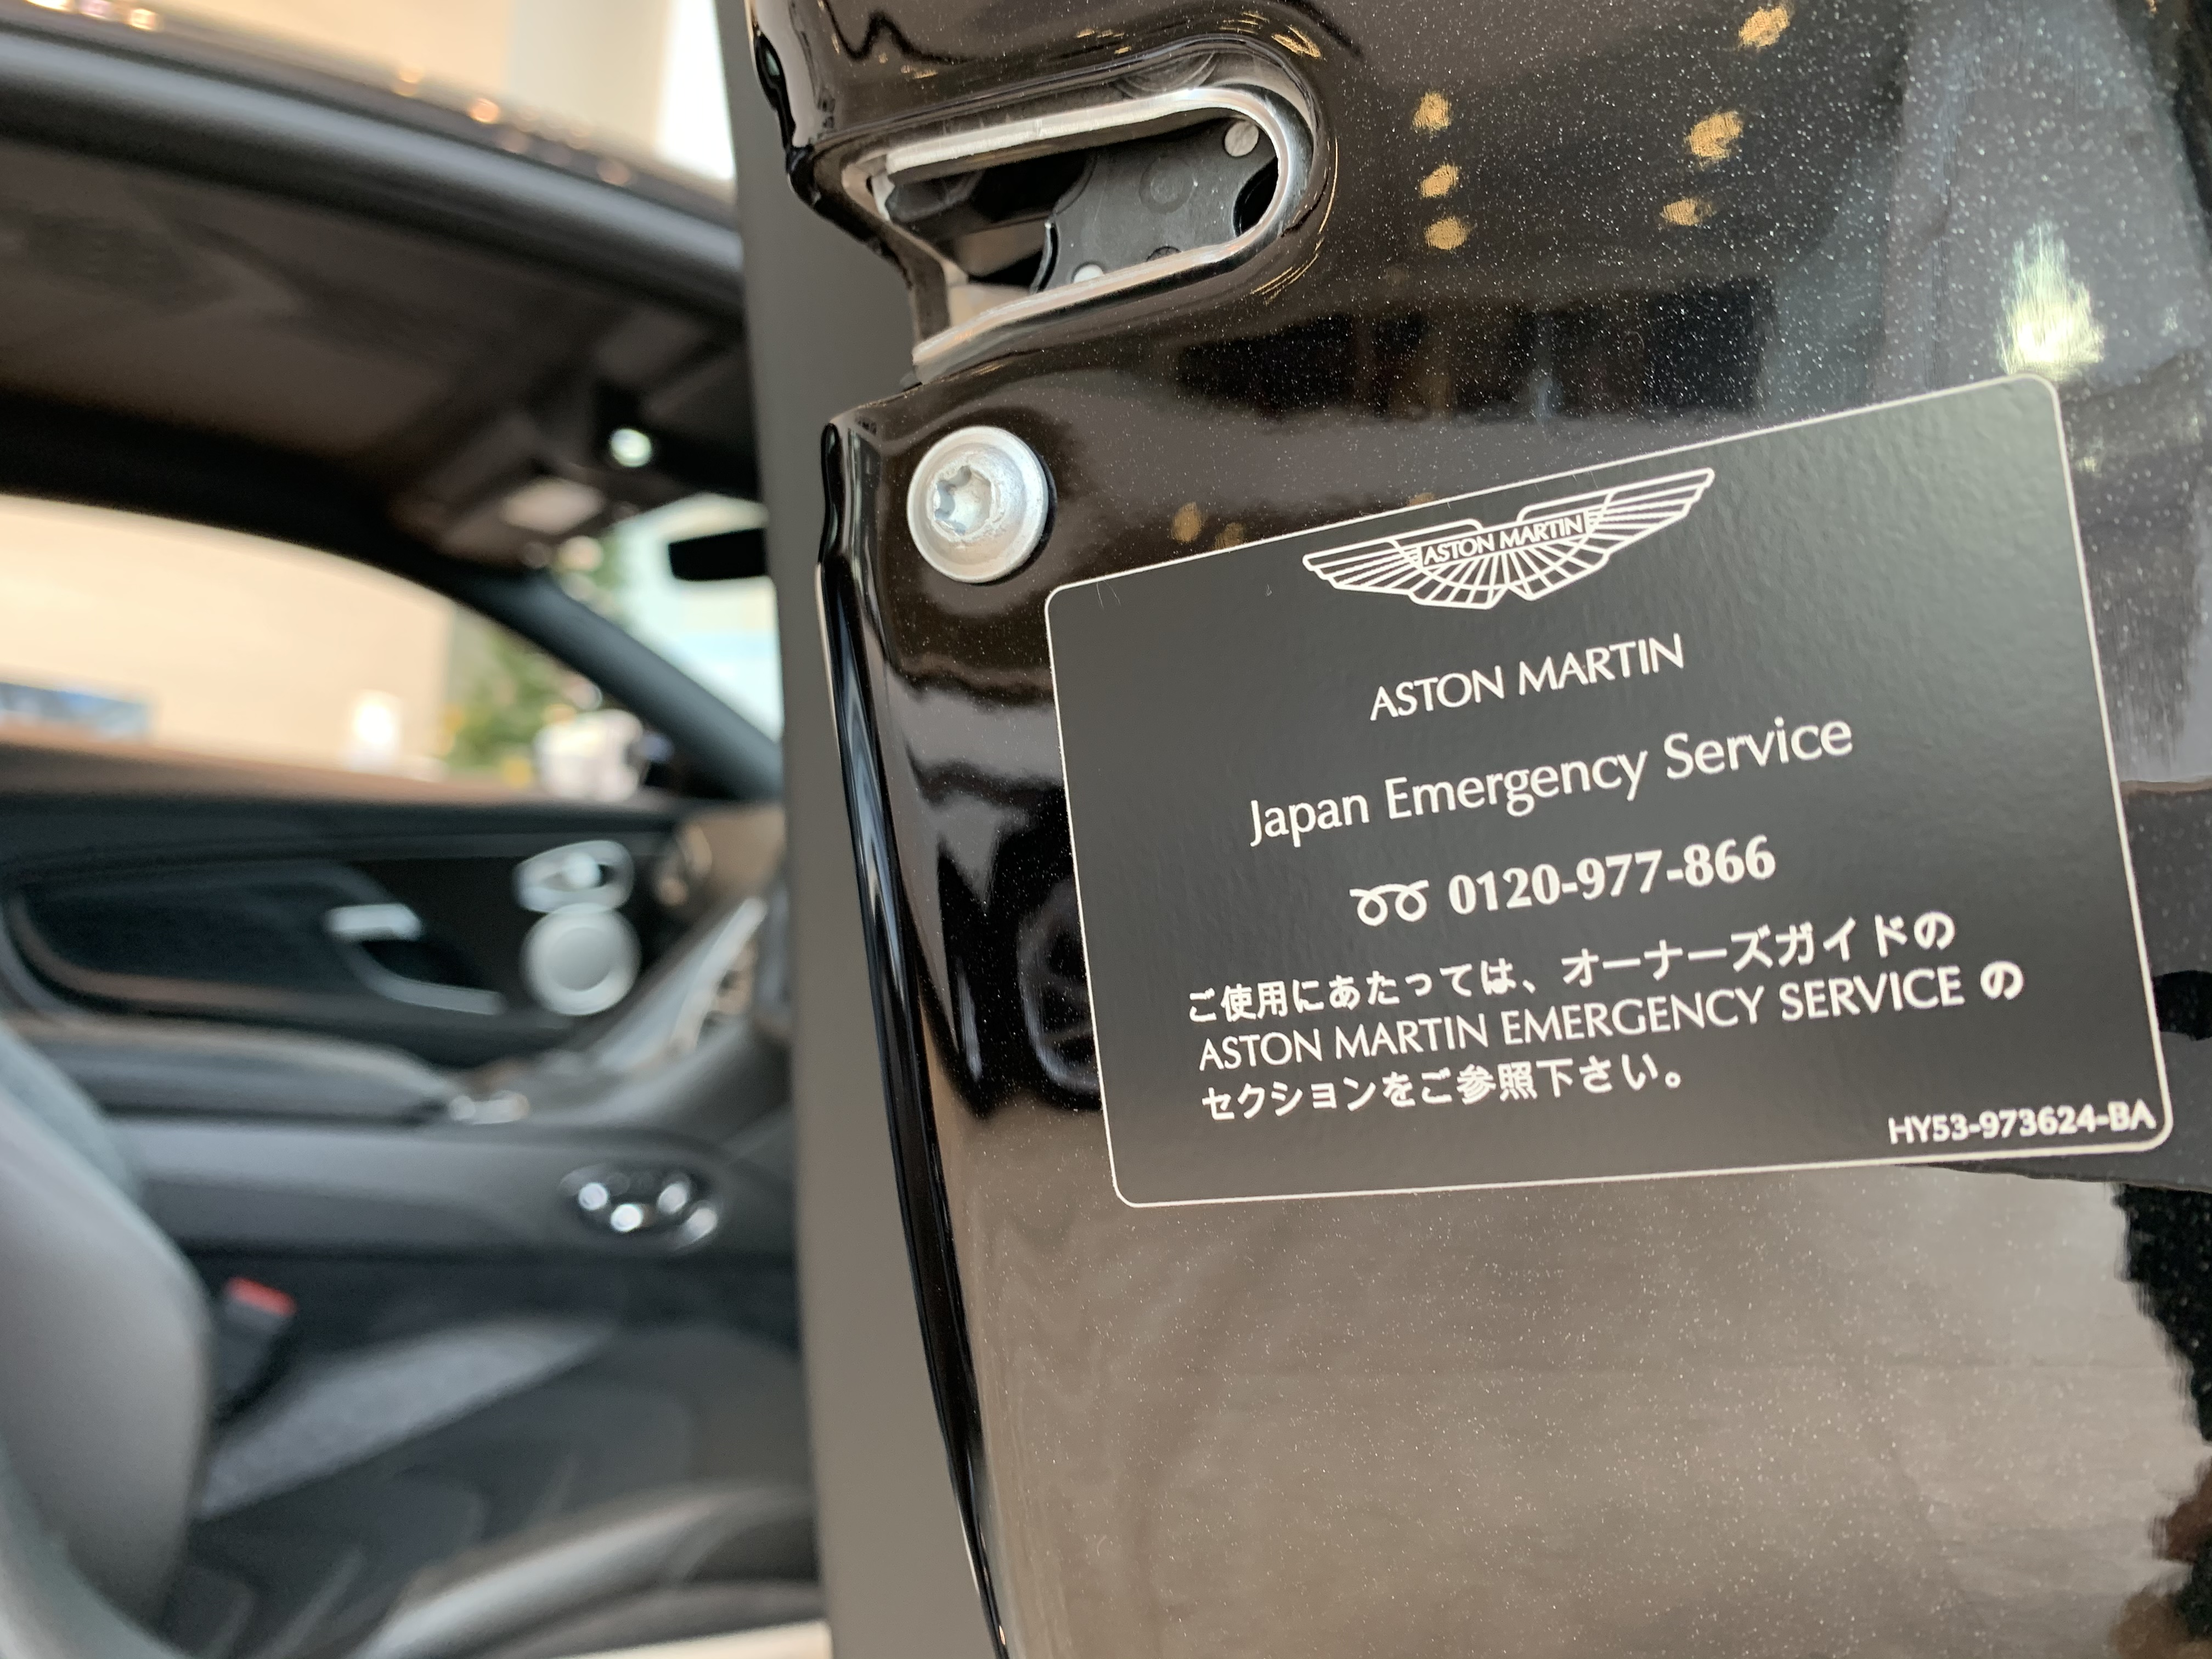 ASTON MARTIN
ASTON MARTIN
Japan Emergency Service
0120-977-866
ご使用にあたっては、オーナーズガイドの
ASTON MARTIN EMERGENCY SERVICE の
セクションをご参照下さい。
HY53-973624-BA